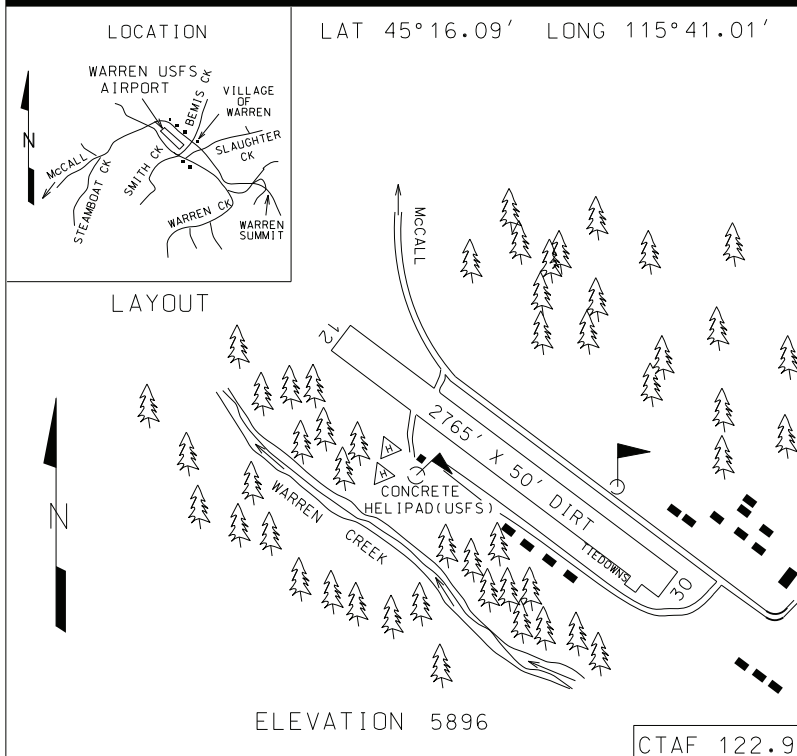 LOCATION
LAT 45°16.09' LONG 115°41.01'
WARREN USFS
AIRPORT
BEMIS CK
VILLAGE
OF
WARREN
N
McCALL
STEAMBOAT CK
SMITH CK
SLAUGHTER
CK
WARREN CK
WARREN
SUMMIT
McCALL
LAYOUT
12
2765' X 50' DIRT
H
H
CONCRETE
HELIPAD(USFS)
N
WARREN CREEK
TIEDOWNS
30
ELEVATION 5896
CTAF 122.9